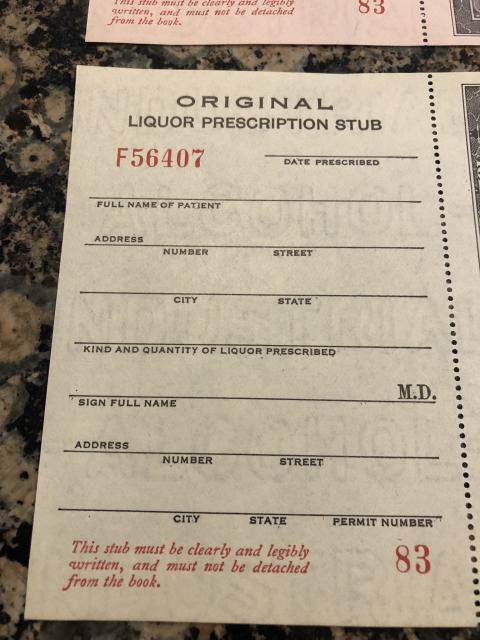 This stub must be clearly and legibly
written, and must not be detached
from the book.
83
ORIGINAL
LIQUOR PRESCRIPTION STUB
F56407
DATE PRESCRIBED
FULL NAME OF PATIENT
ADDRESS
NUMBER STREET
CITY STATE
KIND AND QUANTITY OF LIQUOR PRESCRIBED
M.D.
SIGN FULL NAME
ADDRESS
NUMBER STREET
CITY STATE PERMIT NUMBER
This stub must be clearly and legibly
written, and must not be detached
from the book.
83